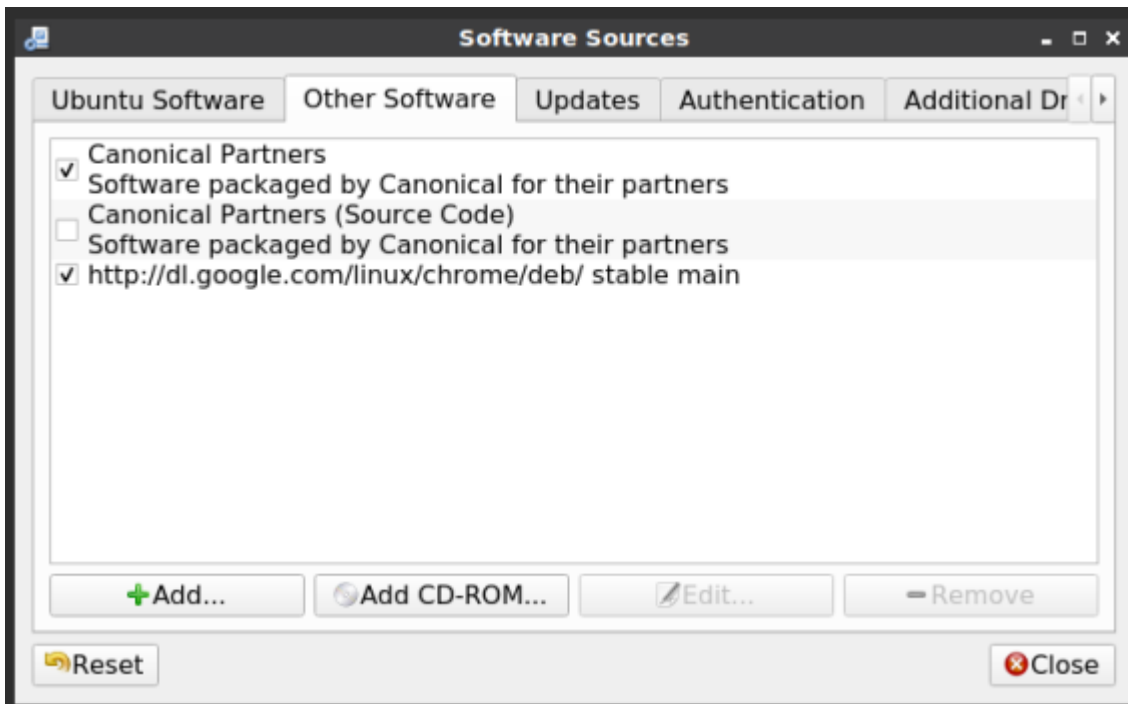 Software Sources
Ubuntu Software
Other Software
Updates
Authentication
Additional Dr
Canonical Partners
Software packaged by Canonical for their partners
Canonical Partners (Source Code)
Software packaged by Canonical for their partners
http://dl.google.com/linux/chrome/deb/ stable main
Add...
Add CD-ROM...
Edit...
Remove
Reset
Close